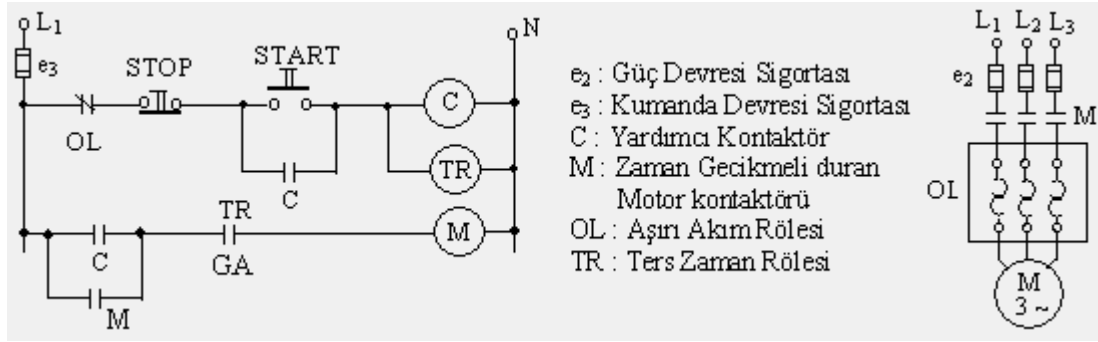 L1
N
e3
STOP
START
C
OL
TR
C
TR
M
C
GA
M
e2 : Güç Devresi Sigortası
e3 : Kumanda Devresi Sigortası
C : Yardımcı Kontaktör
M : Zaman Gecikmeli duran
Motor kontaktörü
OL : Aşırı Akım Rölesi
TR : Ters Zaman Rölesi
L1 L2 L3
e2
M
OL
M
3 ~